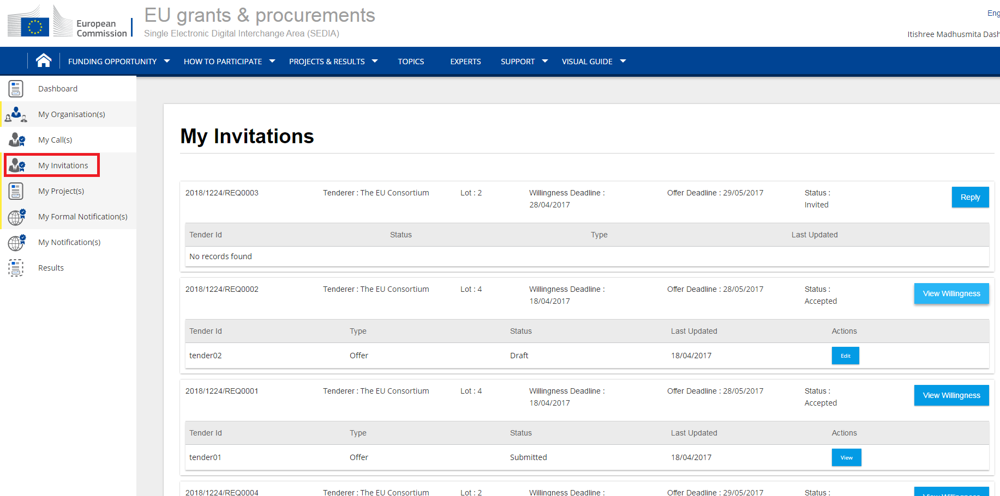 European
Commission
EU grants & procurements
Single Electronic Digital Interchange Area (SEDIA)
Eng
Itishree Madhusmita Dash
FUNDING OPPORTUNITY HOW TO PARTICIPATE PROJECTS & RESULTS TOPICS EXPERTS SUPPORT VISUAL GUIDE
Dashboard
My Organisation(s)
My Call(s)
My Invitations
My Project(s)
My Formal Notification(s)
My Notification(s)
Results
My Invitations
2018/1224/REQ0003 Tenderer : The EU Consortium Lot : 2 Willingness Deadline : Offer Deadline : 29/05/2017 Status : Reply
28/04/2017 Invited
Tender Id Status Type Last Updated
No records found
2018/1224/REQ0002 Tenderer : The EU Consortium Lot : 4 Willingness Deadline : Offer Deadline : 28/05/2017 Status : View Willingness
18/04/2017 Accepted
Tender Id Type Status Last Updated Actions
tender02 Offer Draft 18/04/2017 Edit
2018/1224/REQ0001 Tenderer : The EU Consortium Lot : 4 Willingness Deadline : Offer Deadline : 28/05/2017 Status : View Willingness
18/04/2017 Accepted
Tender Id Type Status Last Updated Actions
tender01 Offer Submitted 18/04/2017 View
2018/1224/REQ0004 Tenderer : The EU Consortium Lot : 2 Willingness Deadline : Offer Deadline : 29/05/2017 Status : View Willingness